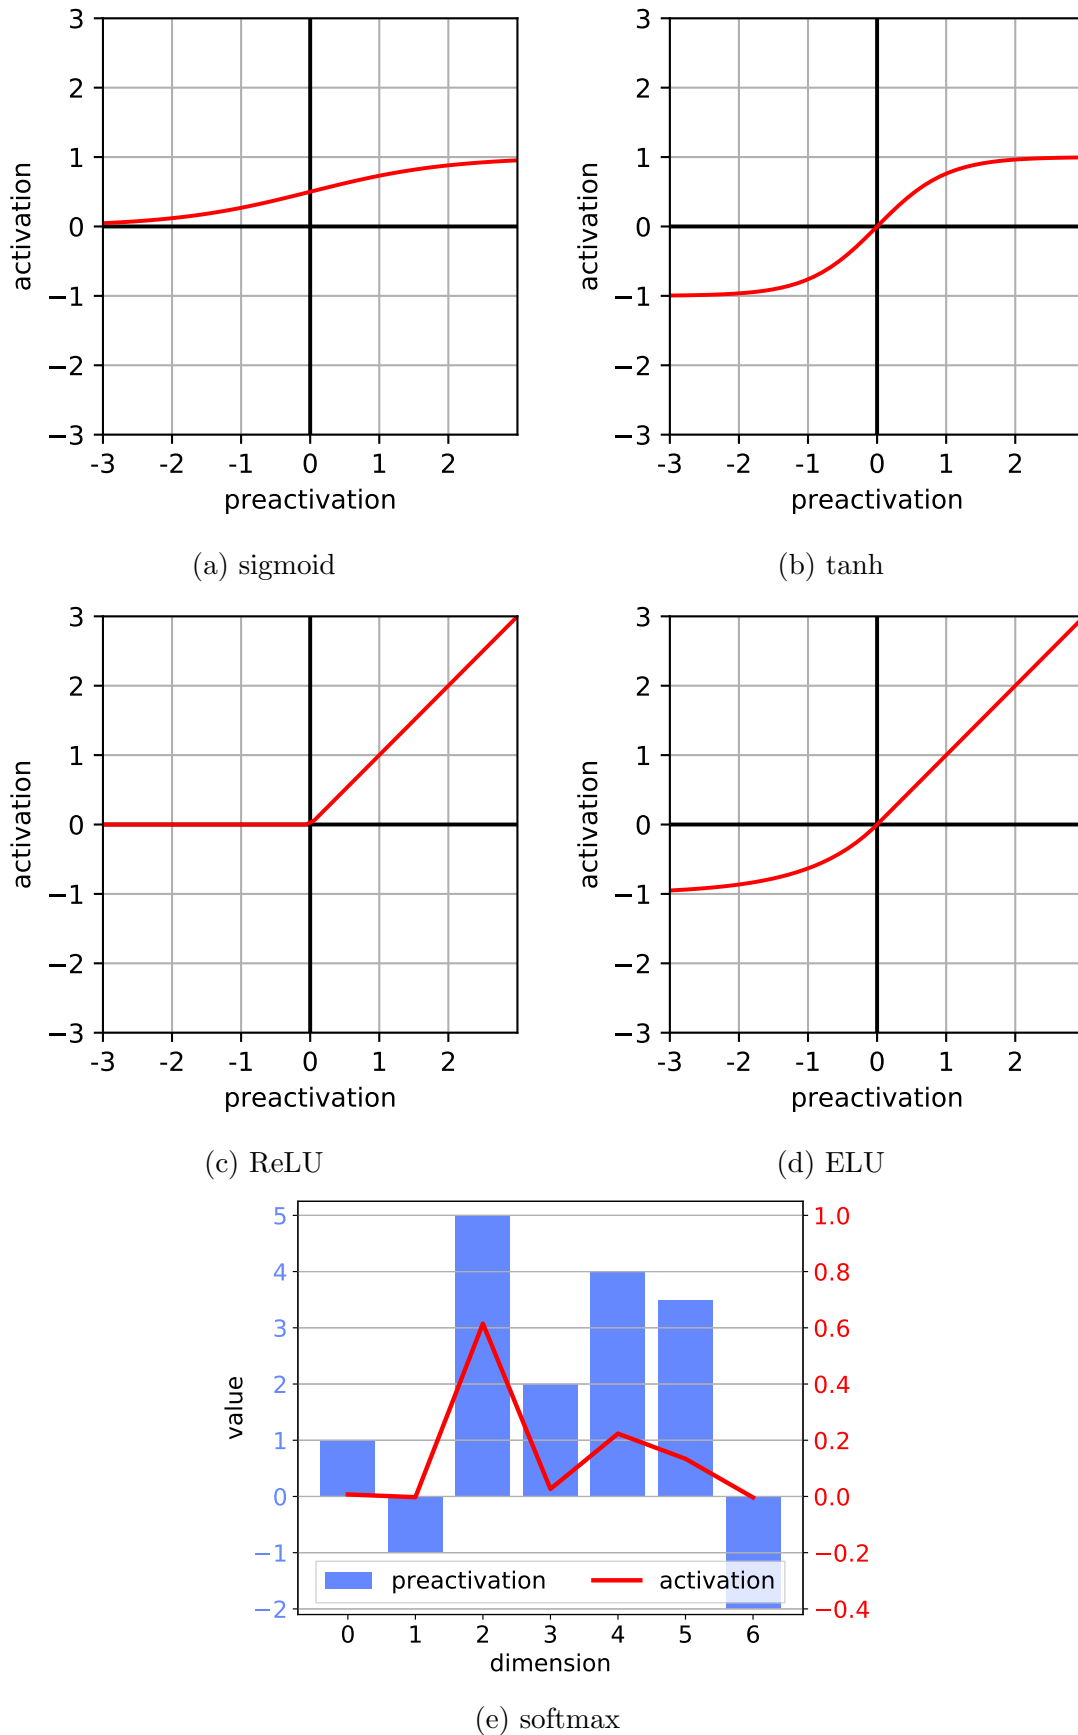 3
2
1
0
−1
−2
−3
activation
-3 -2 -1 0 1 2
preactivation
(a) sigmoid
3
2
1
0
−1
−2
−3
activation
-3 -2 -1 0 1 2
preactivation
(b) tanh
3
2
1
0
−1
−2
−3
activation
-3 -2 -1 0 1 2
preactivation
(c) ReLU
3
2
1
0
−1
−2
−3
activation
-3 -2 -1 0 1 2
preactivation
(d) ELU
5
4
3
2
1
0
−1
−2
value
1.0
0.8
0.6
0.4
0.2
0.0
−0.2
−0.4
preactivation activation
0 1 2 3 4 5 6
dimension
(e) softmax